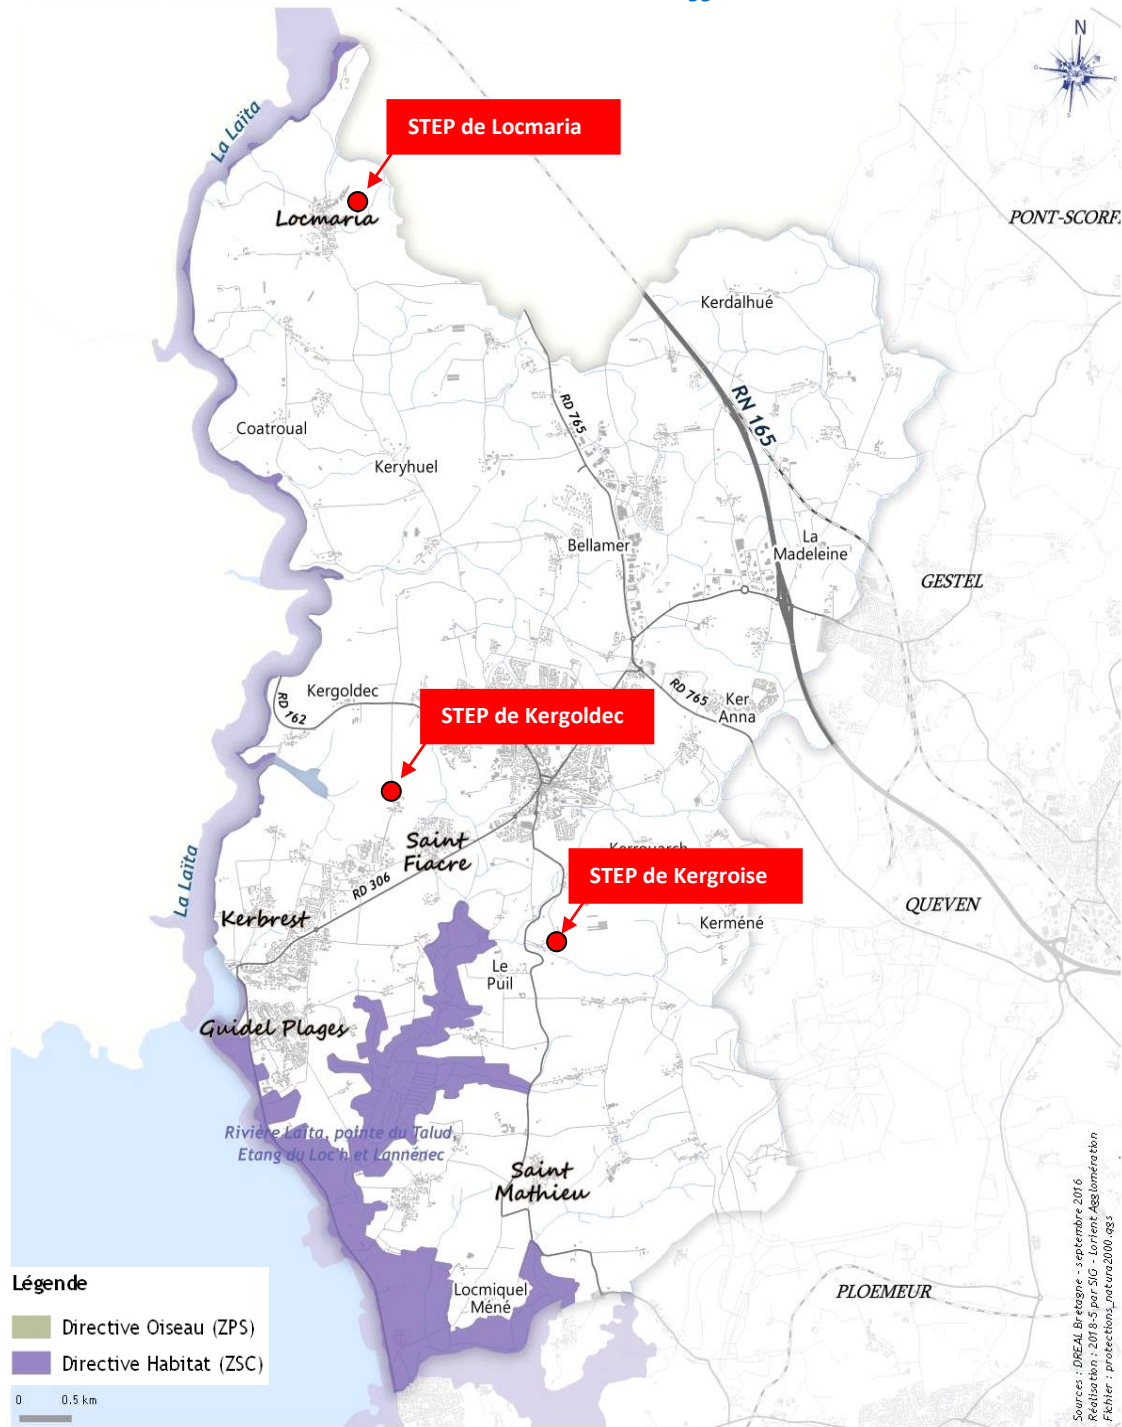 N
STEP de Locmaria
La Laïta
Locmaria
PONT-SCORF
Kerdalhué
RN 165
RD 765
Coatroual
Keryhuel
Bellamer
La
Madeleine
GESTEL
Kergoldec
RD 162
RD 765
Ker
Anna
STEP de Kergoldec
Saint
Fiacre
RD 306
La Laïta
STEP de Kergroise
Kerbrest
QUEVEN
Kerméné
Le
Puil
Guidel Plages
Rivière Laïta, pointe du Talud,
Etang du Loc'h et Lannénec
Saint
Mathieu
Locmiquel
Méné
PLOEMEUR
Légende
Directive Oiseau (ZPS)
Directive Habitat (ZSC)
0 0.5 km
Sources : DREAL Bretagne - septembre 2016
Réalisation : 2018-5 par SIG - Lorient Agglomération
Fichier : protections_natura2000.qgs